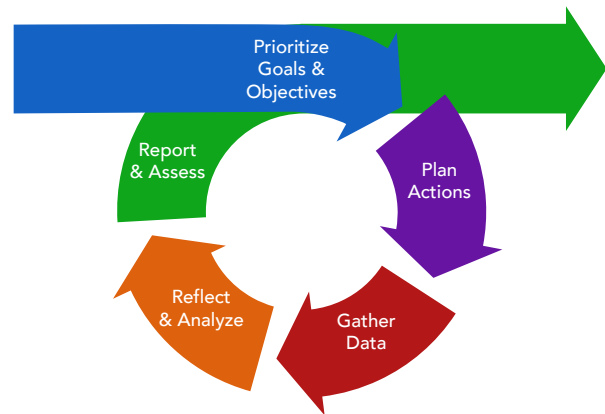 Prioritize
Goals &
Objectives
Plan
Actions
Gather
Data
Reflect
& Analyze
Report
& Assess